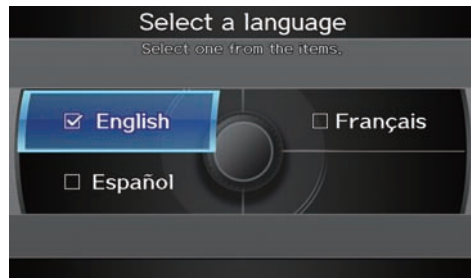 Select a language
Select one from the items.
English
Français
Español